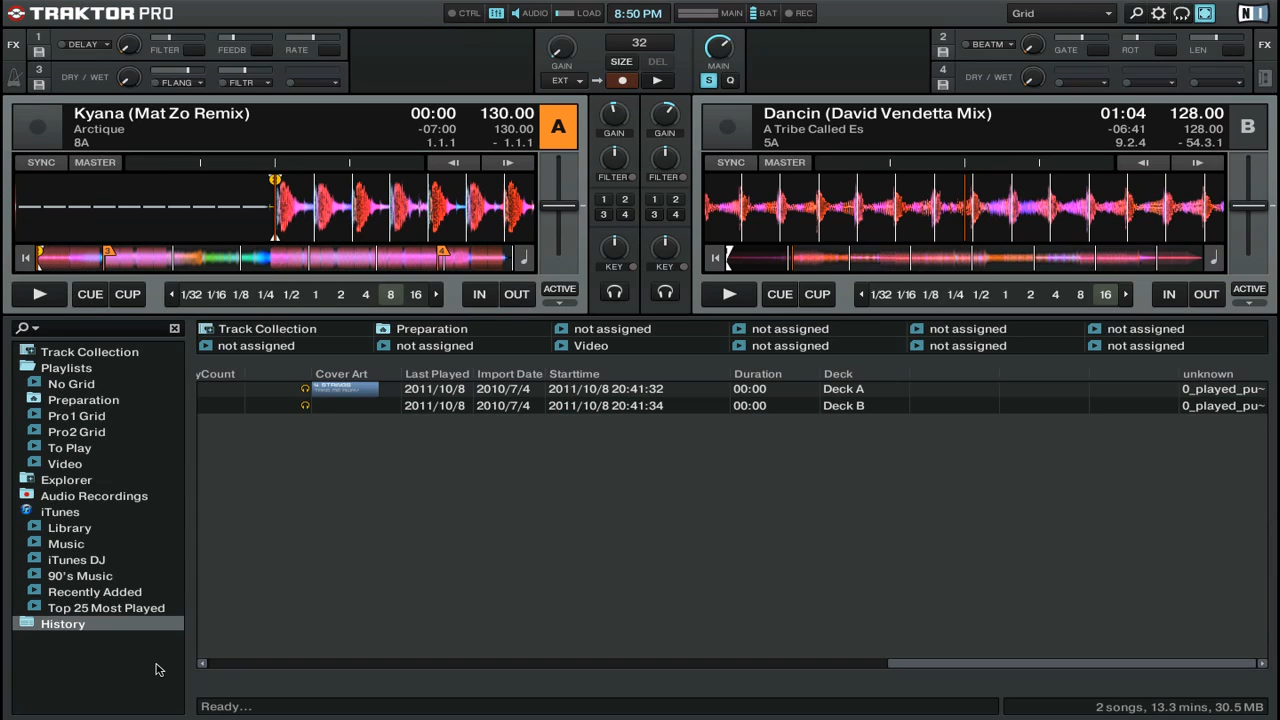 TRAKTOR PRO
CTRL AUDIO LOAD 8:50 PM MAIN BAT REC Grid
FX 1 DELAY FILTER FEEDB RATE
3 DRY / WET FLANG FILTR
GAIN EXT 32 SIZE DEL MAIN S Q
2 BEATM GATE ROT LEN FX
4 DRY / WET
Kyana (Mat Zo Remix) 00:00 130.00
Arctique -07:00 130.00
8A 1.1.1 - 1.1.1
A
SYNC MASTER
3 4
CUE CUP 1/32 1/16 1/8 1/4 1/2 1 2 4 8 16 IN OUT ACTIVE
GAIN GAIN
FILTER FILTER
1 2 1 2
3 4 3 4
KEY KEY
Dancin (David Vendetta Mix) 01:04 128.00
A Tribe Called Es -06:41 128.00
5A 9.2.4 - 54.3.1
B
SYNC MASTER
CUE CUP 1/32 1/16 1/8 1/4 1/2 1 2 4 8 16 IN OUT ACTIVE
Track Collection Preparation not assigned not assigned not assigned not assigned
not assigned not assigned Video not assigned not assigned not assigned
Track Collection
Playlists
No Grid
Preparation
Pro1 Grid
Pro2 Grid
To Play
Video
Explorer
Audio Recordings
iTunes
Library
Music
iTunes DJ
90's Music
Recently Added
Top 25 Most Played
History
yCount Cover Art Last Played Import Date Starttime Duration Deck unknown
2011/10/8 2010/7/4 2011/10/8 20:41:32 00:00 Deck A 0_played_pu~
2011/10/8 2010/7/4 2011/10/8 20:41:34 00:00 Deck B 0_played_pu~
Ready...
2 songs, 13.3 mins, 30.5 MB